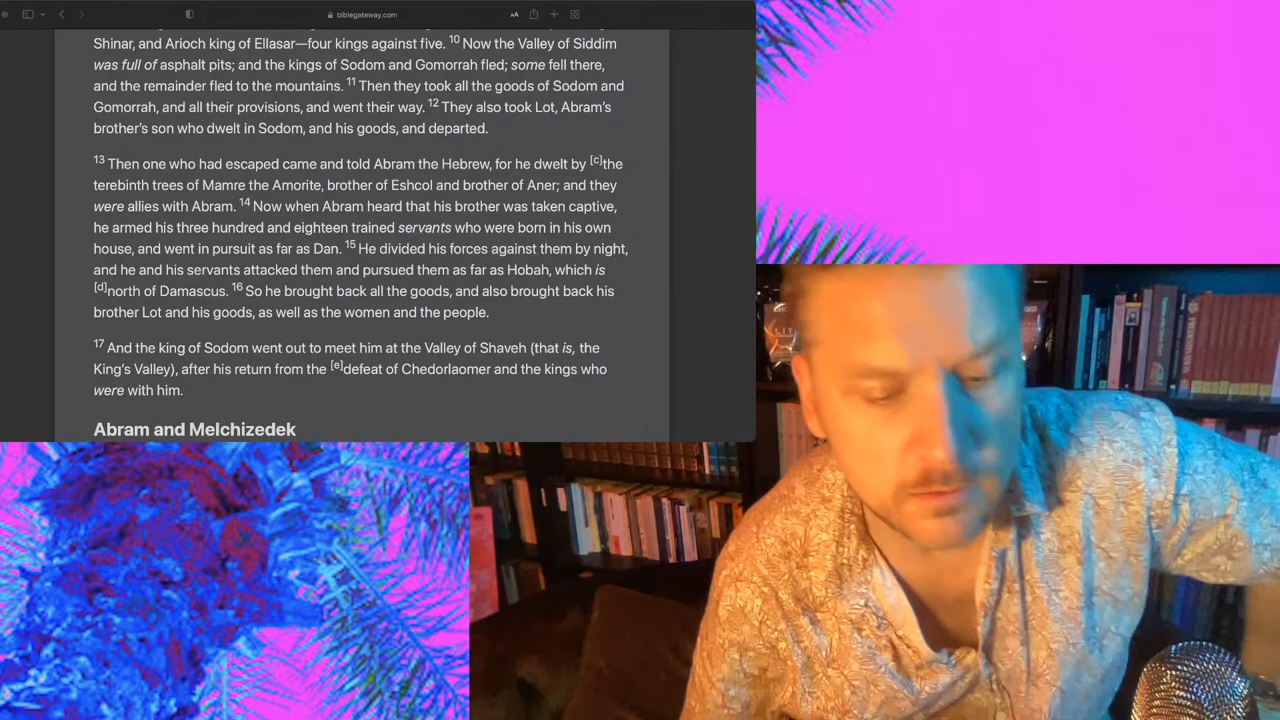 biblegateway.com
AA
Shinar, and Arioch king of Ellasar—four kings against five. 10 Now the Valley of Siddim
was full of asphalt pits; and the kings of Sodom and Gomorrah fled; some fell there,
and the remainder fled to the mountains. 11 Then they took all the goods of Sodom and
Gomorrah, and all their provisions, and went their way. 12 They also took Lot, Abram’s
brother’s son who dwelt in Sodom, and his goods, and departed.
13 Then one who had escaped came and told Abram the Hebrew, for he dwelt by [c]the
terebinth trees of Mamre the Amorite, brother of Eshcol and brother of Aner; and they
were allies with Abram. 14 Now when Abram heard that his brother was taken captive,
he armed his three hundred and eighteen trained servants who were born in his own
house, and went in pursuit as far as Dan. 15 He divided his forces against them by night,
and he and his servants attacked them and pursued them as far as Hobah, which is
[d]north of Damascus. 16 So he brought back all the goods, and also brought back his
brother Lot and his goods, as well as the women and the people.
17 And the king of Sodom went out to meet him at the Valley of Shaveh (that is, the
King’s Valley), after his return from the [e]defeat of Chedorlaomer and the kings who
were with him.
Abram and Melchizedek